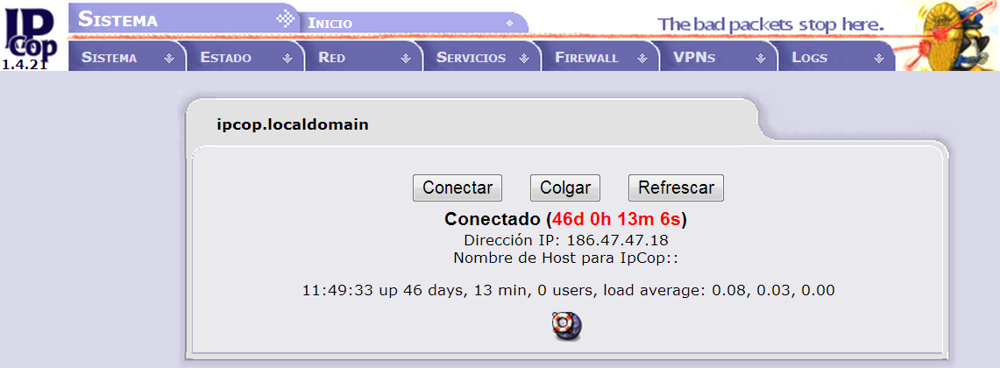 IPCop
1.4.21
SISTEMA
INICIO
The bad packets stop here.
SISTEMA ESTADO RED SERVICIOS FIREWALL VPNS LOGS
ipcop.localdomain
Conectar Colgar Refrescar
Conectado (46d 0h 13m 6s)
Dirección IP: 186.47.47.18
Nombre de Host para IpCop::
11:49:33 up 46 days, 13 min, 0 users, load average: 0.08, 0.03, 0.00